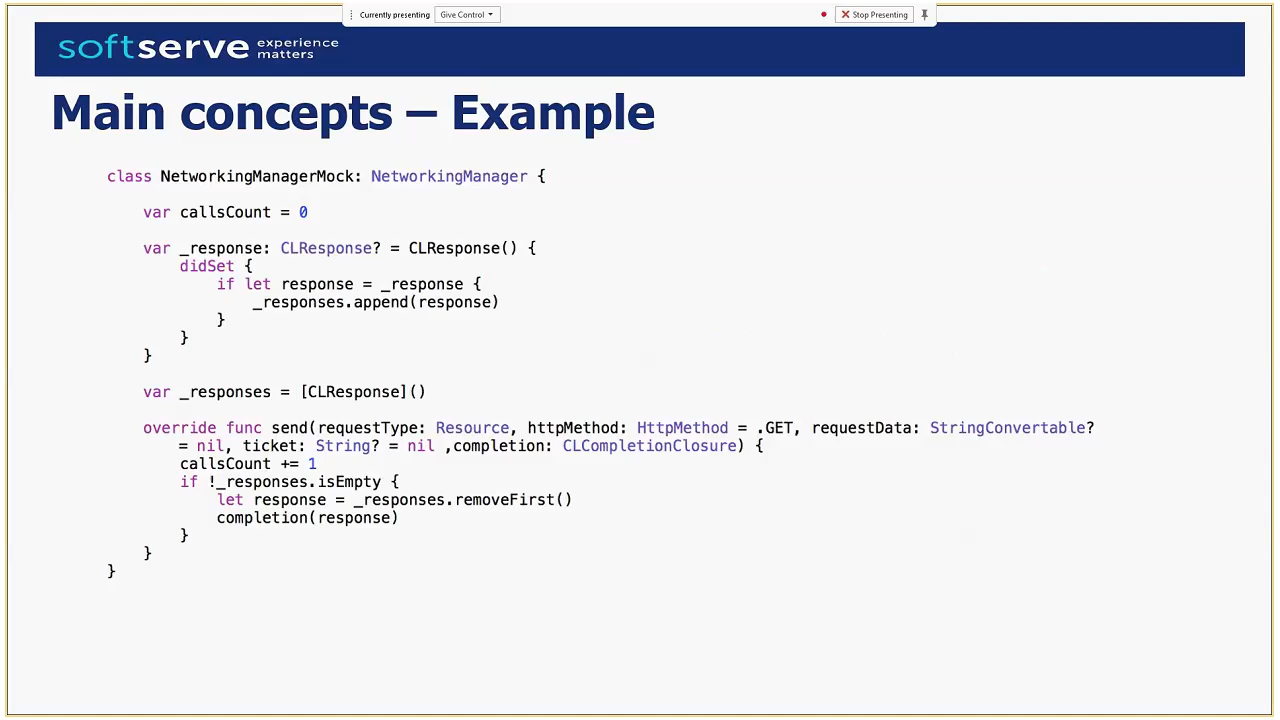 Currently presenting Give Control Stop Presenting
softserve experience matters
Main concepts – Example
class NetworkingManagerMock: NetworkingManager {
var callsCount = 0
var _response: CLResponse? = CLResponse() {
didSet {
if let response = _response {
_responses.append(response)
}
}
}
var _responses = [CLResponse]()
override func send(requestType: Resource, httpMethod: HttpMethod = .GET, requestData: StringConvertable?
= nil, ticket: String? = nil ,completion: CLCompletionClosure) {
callsCount += 1
if !_responses.isEmpty {
let response = _responses.removeFirst()
completion(response)
}
}
}